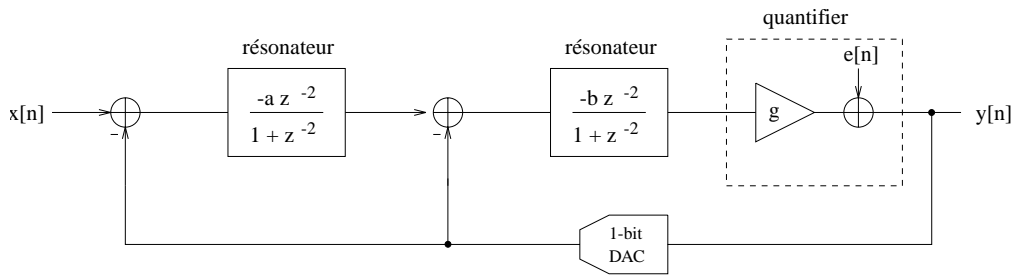 quantifier
résonateur
résonateur
e[n]
x[n]
-a z -2
1 + z -2
-b z -2
1 + z -2
g
y[n]
-
-
1-bit
DAC